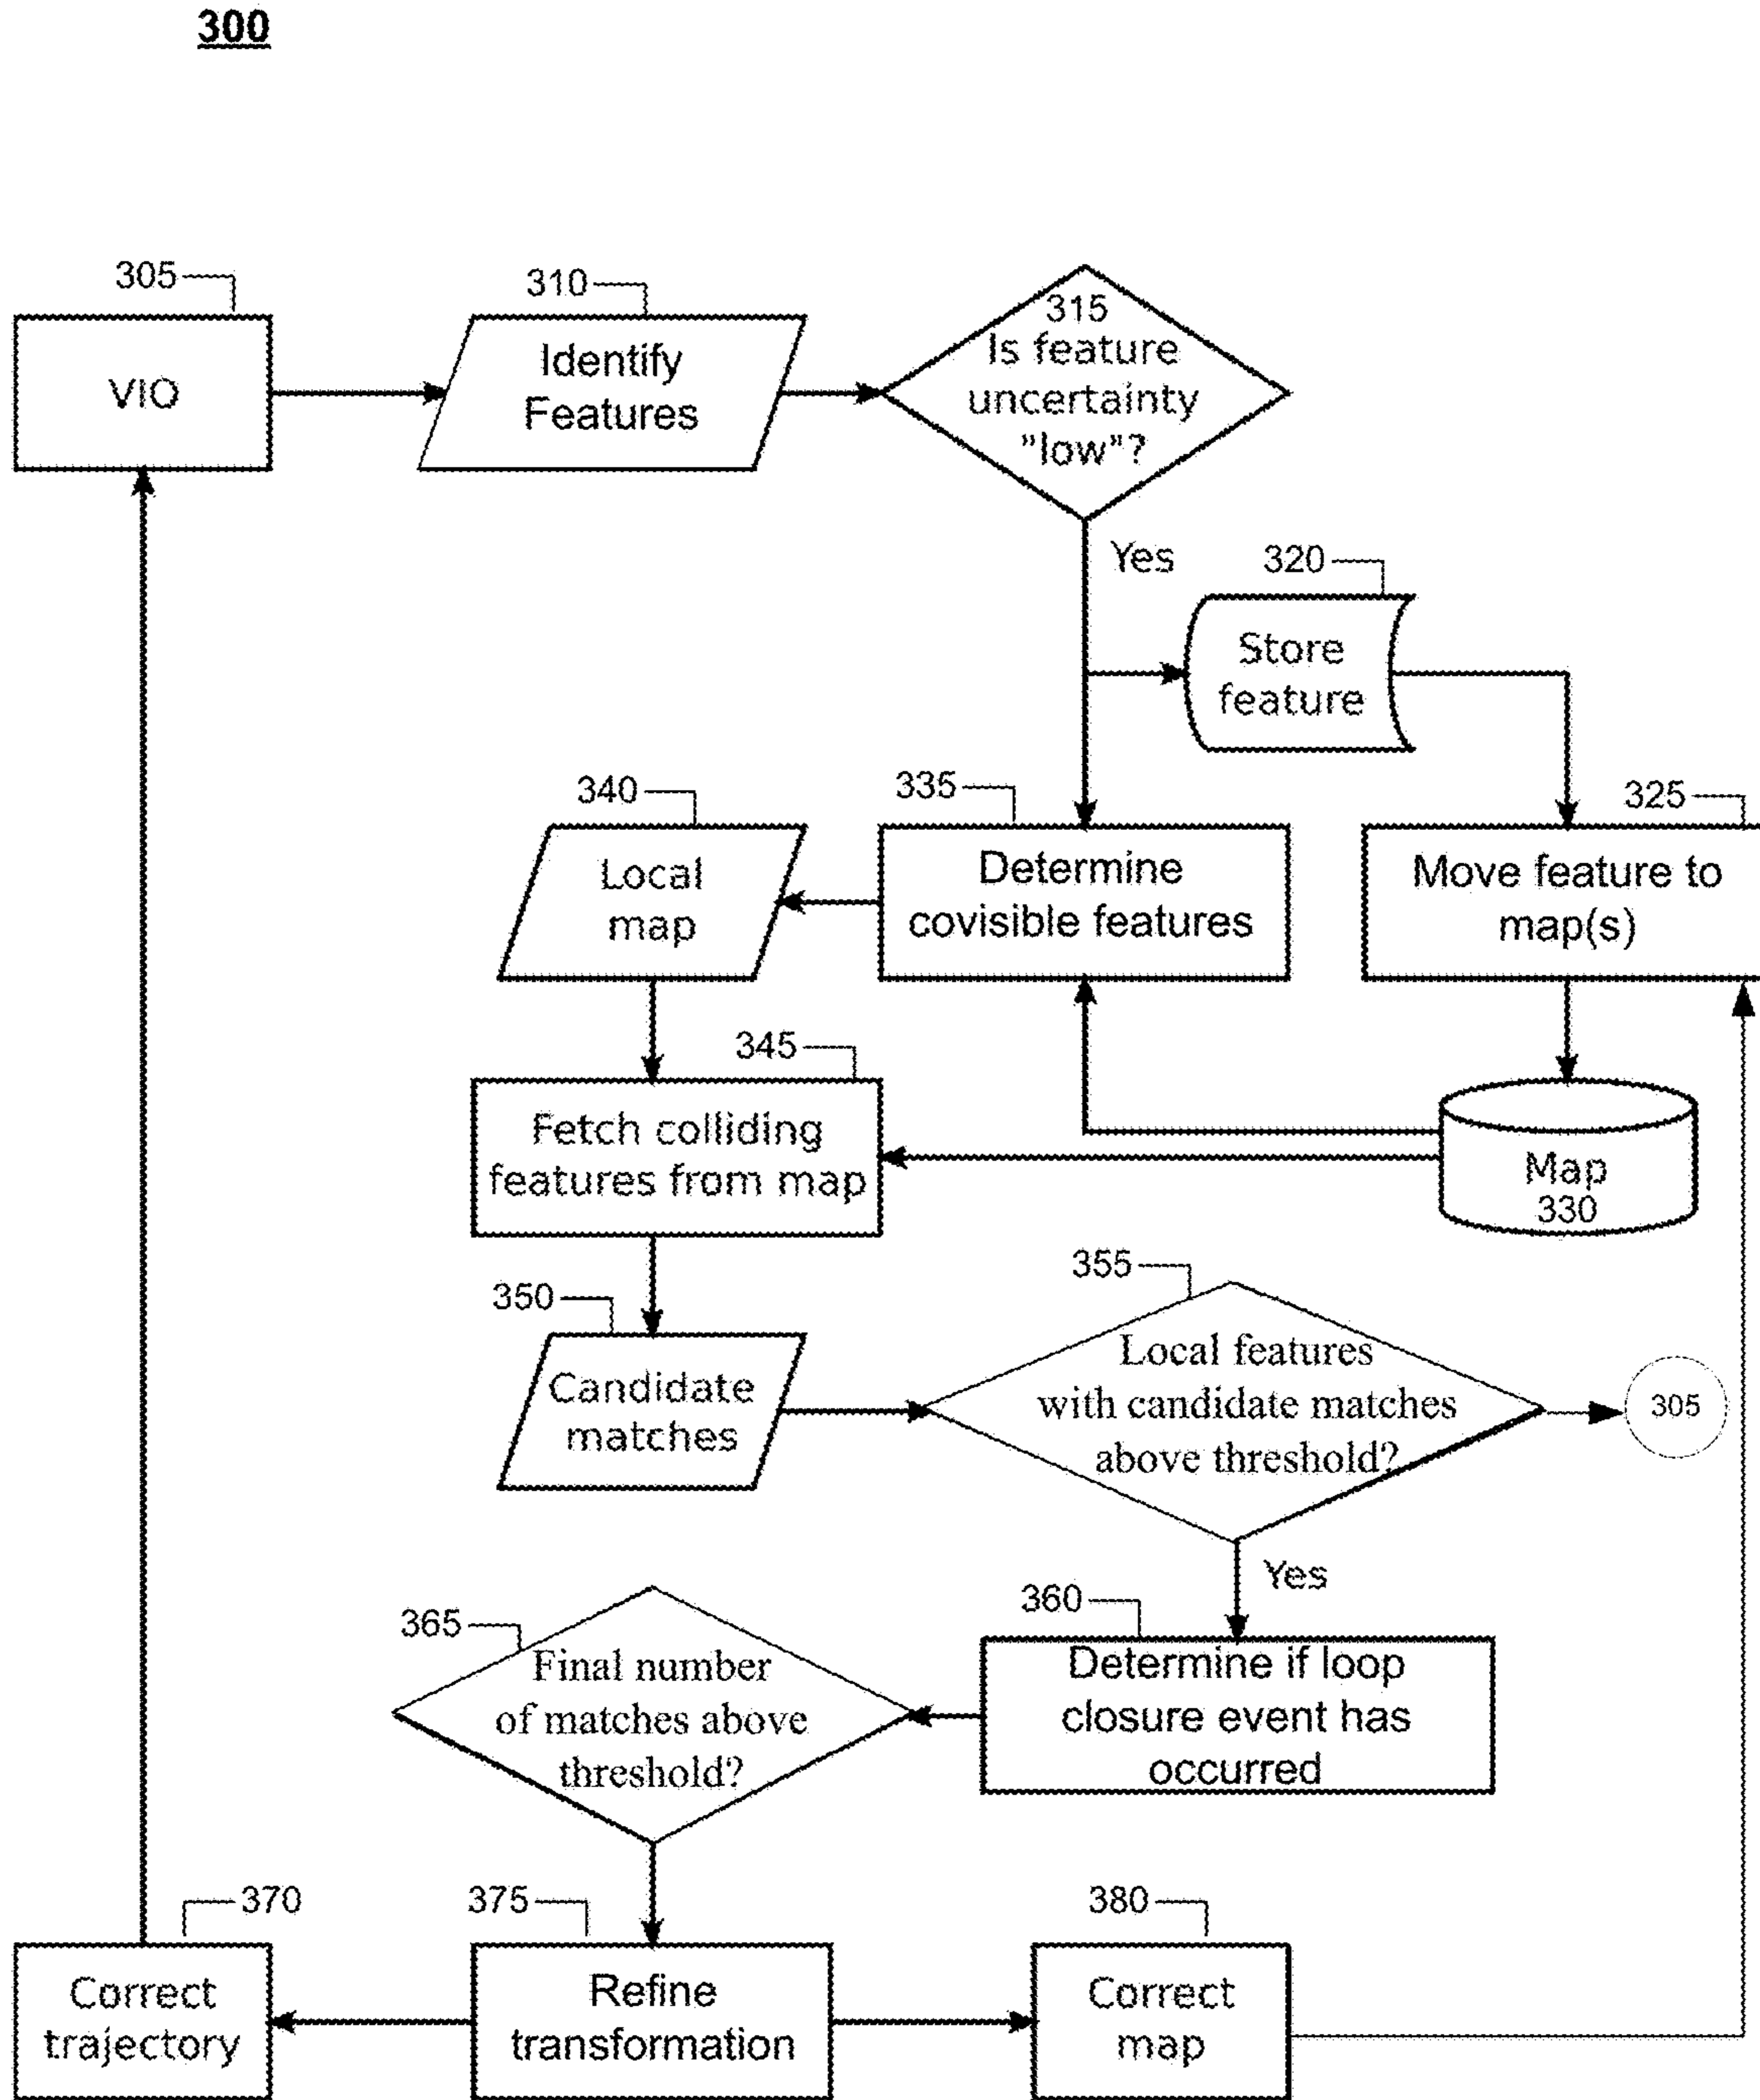 300
305
VIO
310
Identify
Features
315
Is feature
uncertainty
"low"?
Yes
320
Store
feature
325
Move feature to
map(s)
335
Determine
covisible features
340
Local
map
345
Fetch colliding
features from map
Map
330
350
Candidate
matches
355
Local features
with candidate matches
above threshold?
305
Yes
360
Determine if loop
closure event has
occurred
365
Final number
of matches above
threshold?
370
Correct
trajectory
375
Refine
transformation
380
Correct
map